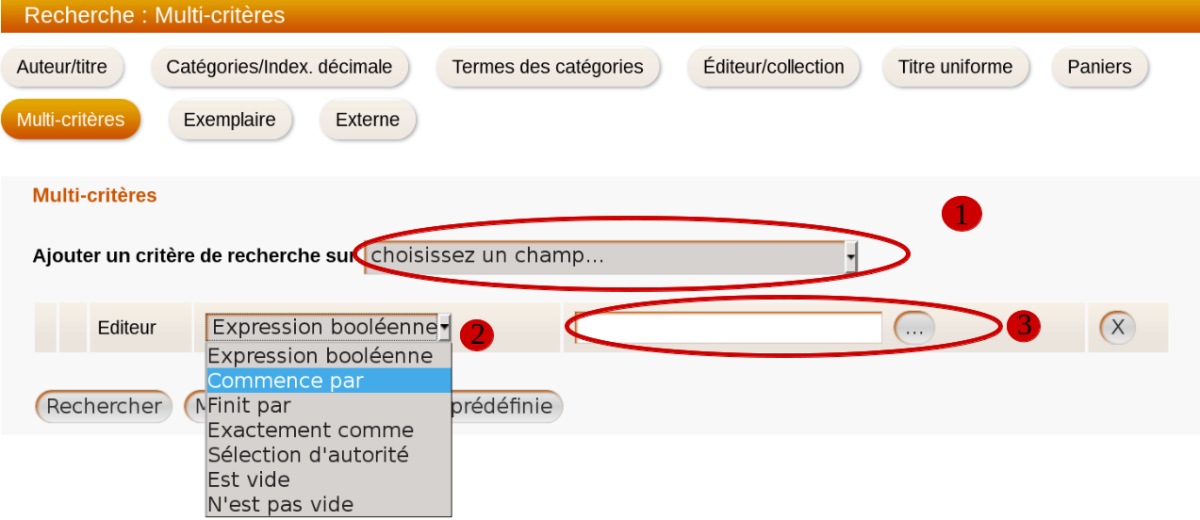 Recherche : Multi-critères
Auteur/titre Catégories/Index. décimale Termes des catégories Éditeur/collection Titre uniforme Paniers
Multi-critères Exemplaire Externe
Multi-critères
1
Ajouter un critère de recherche sur choisissez un champ...
Editeur Expression booléenne 2 ... 3 X
Expression booléenne
Commence par
Rechercher M Finit par prédéfinie
Exactement comme
Sélection d'autorité
Est vide
N'est pas vide